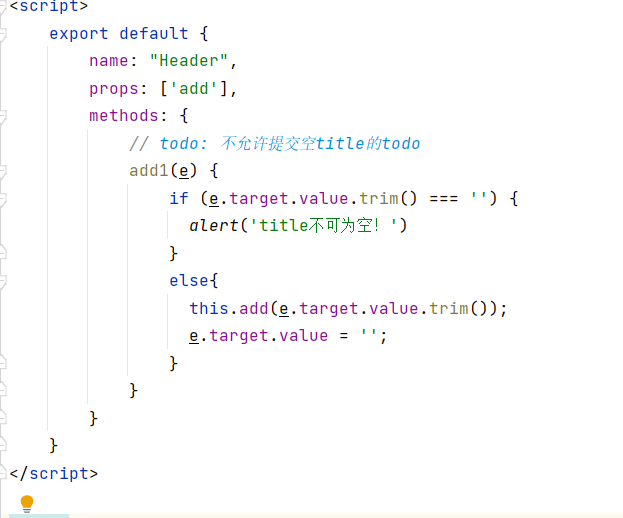 <script>
    export default {
        name: "Header",
        props: ['add'],
        methods: {
            // todo: 不允许提交空title的todo
            add1(e) {
                if (e.target.value.trim() === '') {
                  alert('title不可为空! ')
                }
                else{
                  this.add(e.target.value.trim());
                  e.target.value = '';
                }
            }
        }
    }
</script>